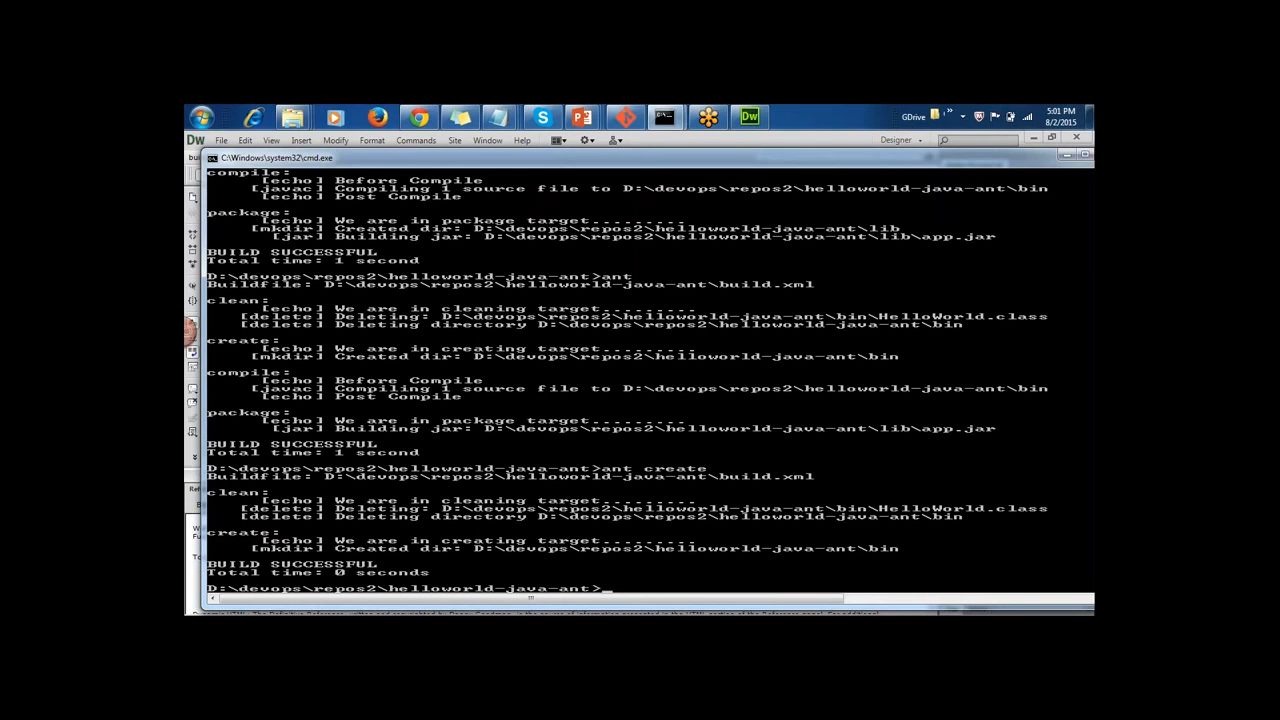 5:01 PM
GDrive
8/2/2015
Dw
Dw File Edit View Insert Modify Format Commands Site Window Help Designer
C:\Windows\system32\cmd.exe
compile:
[echo] Before Compile
[javac] Compiling 1 source file to D:\devops\repos2\helloworld-java-ant\bin
[echo] Post Compile
package:
[echo] We are in package target.........
[mkdir] Created dir: D:\devops\repos2\helloworld-java-ant\lib
[jar] Building jar: D:\devops\repos2\helloworld-java-ant\lib\app.jar
BUILD SUCCESSFUL
Total time: 1 second
D:\devops\repos2\helloworld-java-ant>ant
Buildfile: D:\devops\repos2\helloworld-java-ant\build.xml
clean:
[echo] We are in cleaning target.........
[delete] Deleting: D:\devops\repos2\helloworld-java-ant\bin\HelloWorld.class
[delete] Deleting directory D:\devops\repos2\helloworld-java-ant\bin
create:
[echo] We are in creating target.........
[mkdir] Created dir: D:\devops\repos2\helloworld-java-ant\bin
compile:
[echo] Before Compile
[javac] Compiling 1 source file to D:\devops\repos2\helloworld-java-ant\bin
[echo] Post Compile
package:
[echo] We are in package target.........
[jar] Building jar: D:\devops\repos2\helloworld-java-ant\lib\app.jar
BUILD SUCCESSFUL
Total time: 1 second
D:\devops\repos2\helloworld-java-ant>ant create
Buildfile: D:\devops\repos2\helloworld-java-ant\build.xml
clean:
[echo] We are in cleaning target.........
[delete] Deleting: D:\devops\repos2\helloworld-java-ant\bin\HelloWorld.class
[delete] Deleting directory D:\devops\repos2\helloworld-java-ant\bin
create:
[echo] We are in creating target.........
[mkdir] Created dir: D:\devops\repos2\helloworld-java-ant\bin
BUILD SUCCESSFUL
Total time: 0 seconds
D:\devops\repos2\helloworld-java-ant>_